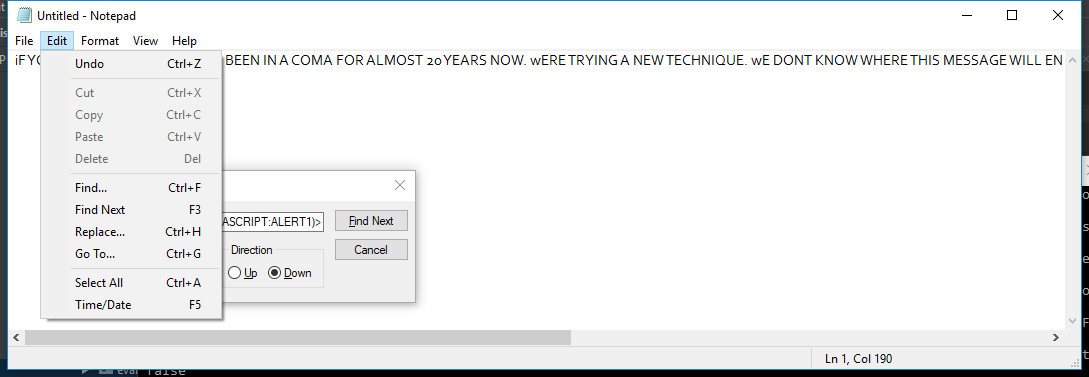 Untitled - Notepad
File Edit Format View Help
iF YO BEEN IN A COMA FOR ALMOST 20 YEARS NOW. wERE TRYING A NEW TECHNIQUE. wE DONT KNOW WHERE THIS MESSAGE WILL EN
Undo Ctrl+Z
Cut Ctrl+X
Copy Ctrl+C
Paste Ctrl+V
Delete Del
Find... Ctrl+F
Find Next F3
Replace... Ctrl+H
Go To... Ctrl+G
Select All Ctrl+A
Time/Date F5
ASCRIPT:ALERT1)>
Find Next
Direction
Cancel
Up Down
Ln 1, Col 190
eval false